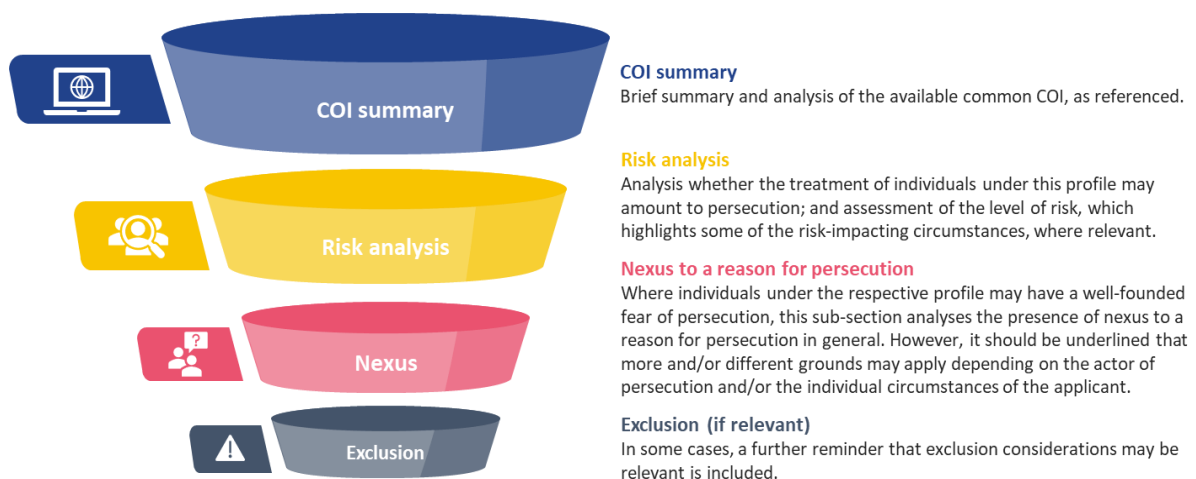 COI summary
Risk analysis
?
Nexus
Exclusion
COI summary
Brief summary and analysis of the available common COI, as referenced.
Risk analysis
Analysis whether the treatment of individuals under this profile may
amount to persecution; and assessment of the level of risk, which
highlights some of the risk-impacting circumstances, where relevant.
Nexus to a reason for persecution
Where individuals under the respective profile may have a well-founded
fear of persecution, this sub-section analyses the presence of nexus to a
reason for persecution in general. However, it should be underlined that
more and/or different grounds may apply depending on the actor of
persecution and/or the individual circumstances of the applicant.
Exclusion (if relevant)
In some cases, a further reminder that exclusion considerations may be
relevant is included.